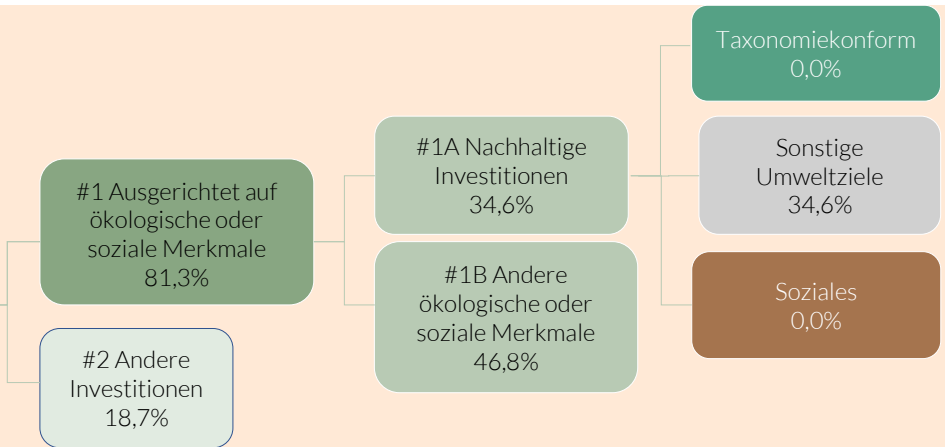 #1 Ausgerichtet auf
ökologische oder
soziale Merkmale
81,3%
#2 Andere
Investitionen
18,7%
#1A Nachhaltige
Investitionen
34,6%
#1B Andere
ökologische oder
soziale Merkmale
46,8%
Taxonomiekonform
0,0%
Sonstige
Umweltziele
34,6%
Soziales
0,0%